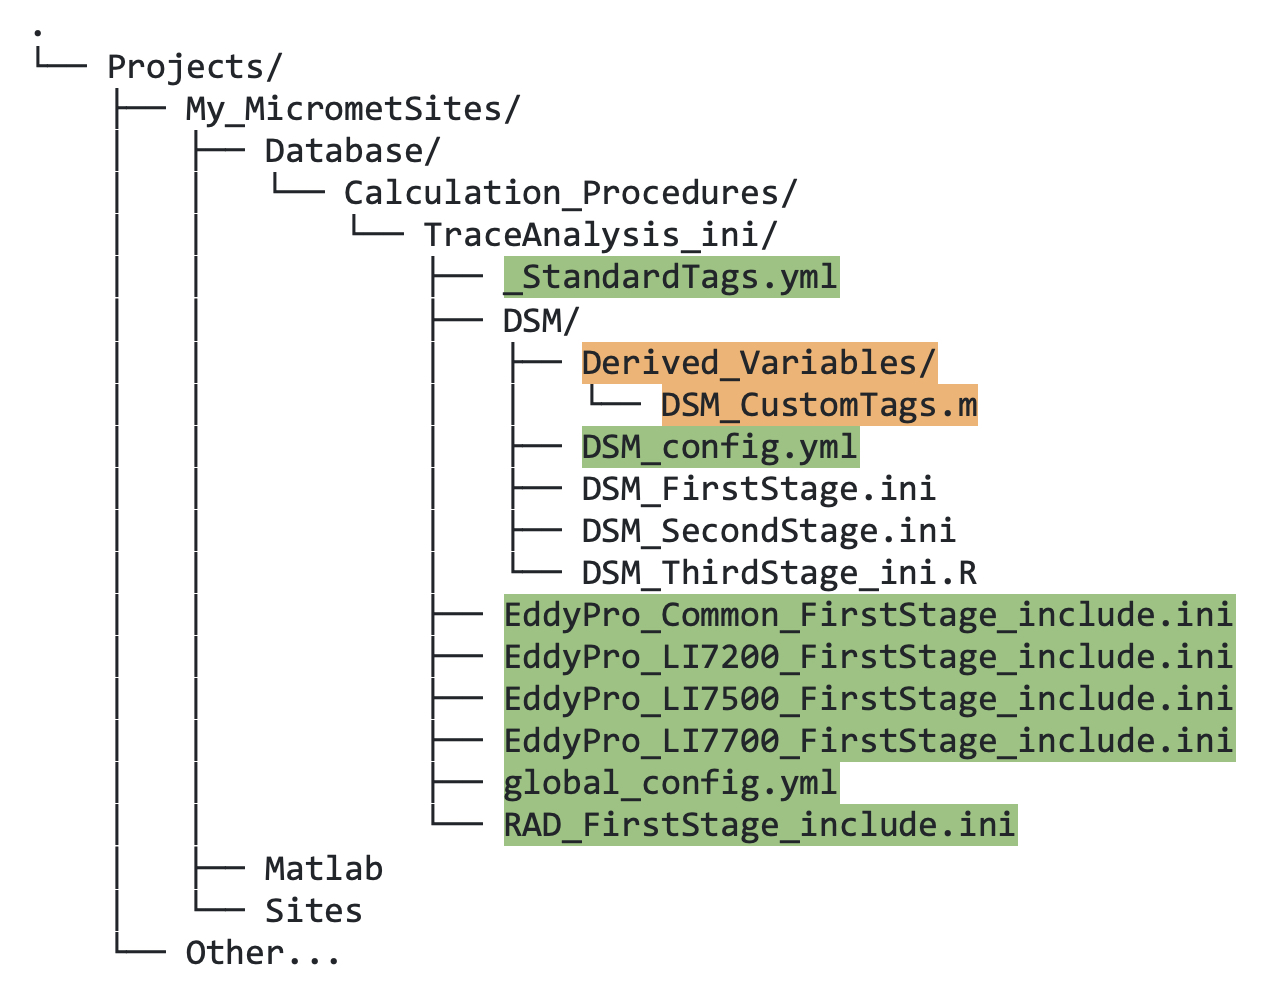 .
└── Projects/
    ├── My_MicrometSites/
    │   ├── Database/
    │   │   └── Calculation_Procedures/
    │   │       └── TraceAnalysis_ini/
    │   │           ├── _StandardTags.yml
    │   │           ├── DSM/
    │   │           │   ├── Derived_Variables/
    │   │           │   │   └── DSM_CustomTags.m
    │   │           │   ├── DSM_config.yml
    │   │           │   ├── DSM_FirstStage.ini
    │   │           │   ├── DSM_SecondStage.ini
    │   │           │   └── DSM_ThirdStage_ini.R
    │   │           ├── EddyPro_Common_FirstStage_include.ini
    │   │           ├── EddyPro_LI7200_FirstStage_include.ini
    │   │           ├── EddyPro_LI7500_FirstStage_include.ini
    │   │           ├── EddyPro_LI7700_FirstStage_include.ini
    │   │           ├── global_config.yml
    │   │           └── RAD_FirstStage_include.ini
    │   ├── Matlab
    │   └── Sites
    └── Other...